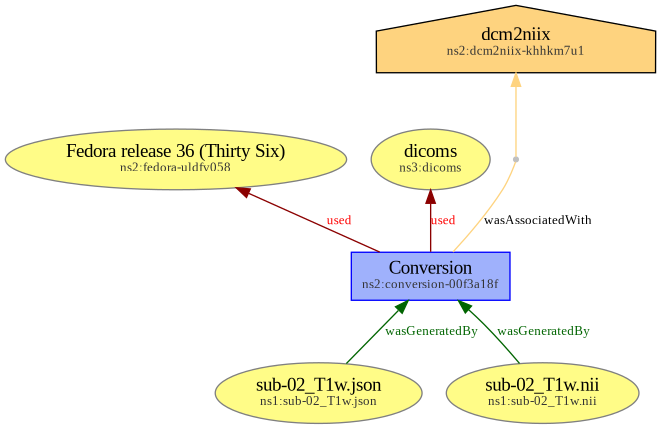 dcm2niix
ns2:dcm2niix-khhkm7u1
Fedora release 36 (Thirty Six)
ns2:fedora-uldfv058
dicoms
ns3:dicoms
used
used
wasAssociatedWith
Conversion
ns2:conversion-00f3a18f
wasGeneratedBy
wasGeneratedBy
sub-02_T1w.json
ns1:sub-02_T1w.json
sub-02_T1w.nii
ns1:sub-02_T1w.nii